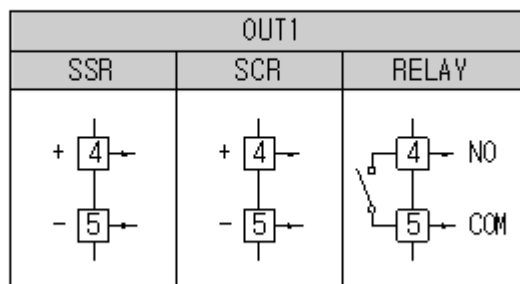 OUT1
SSR SCR RELAY
+ 4 + 4 4 NO
- 5 - 5 5 COM